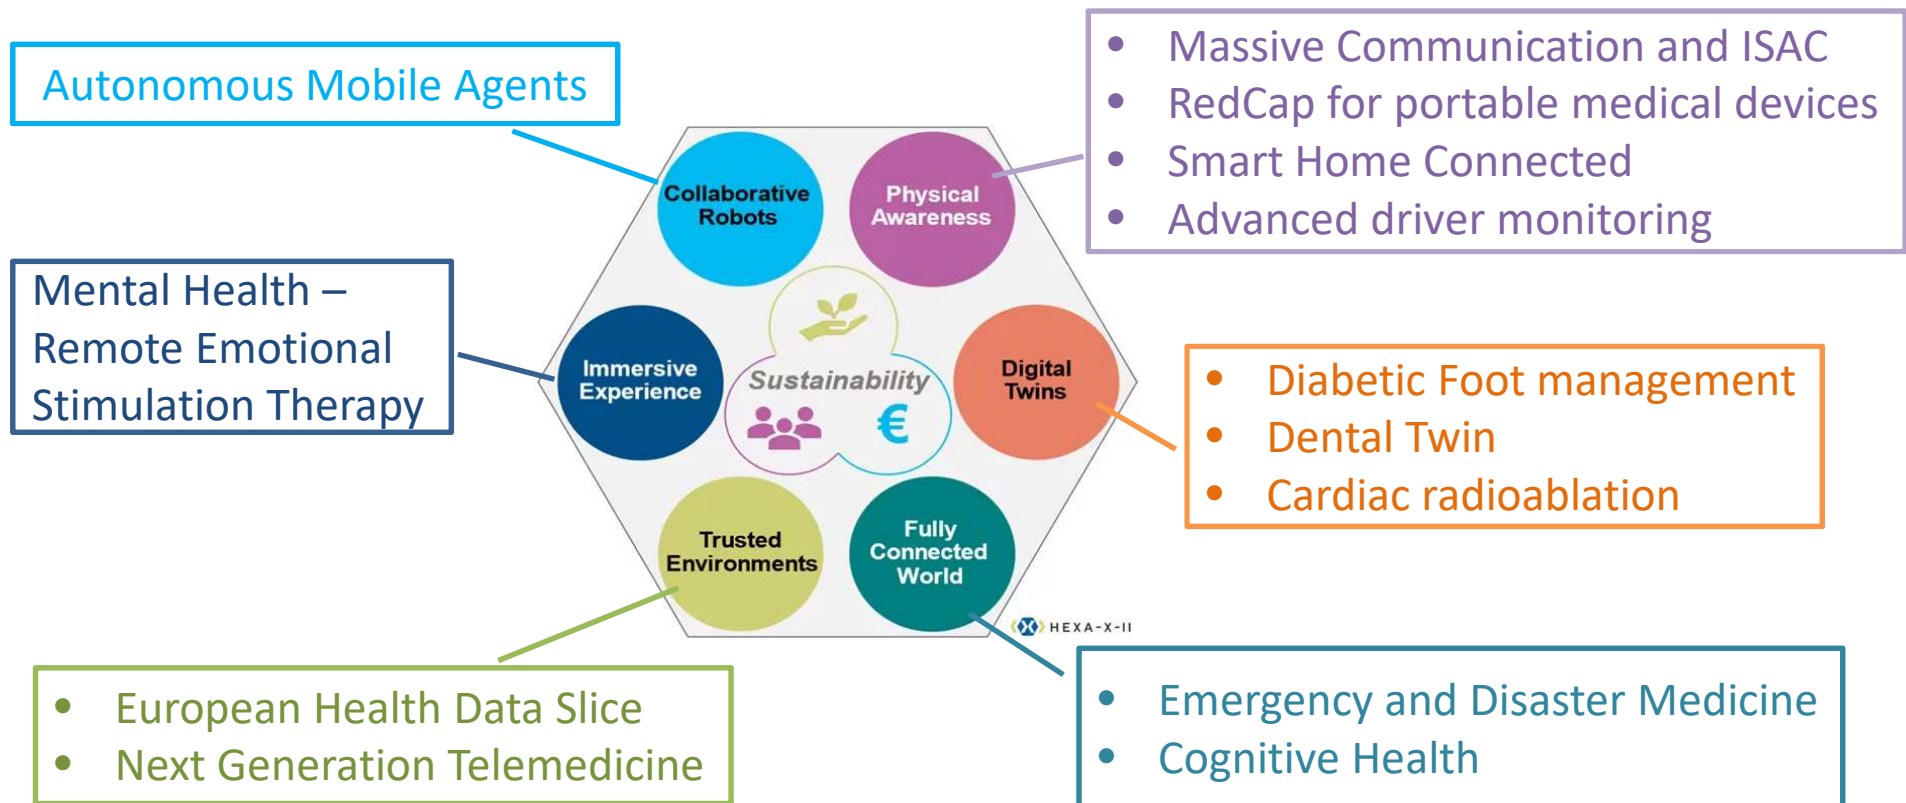 Autonomous Mobile Agents
• Massive Communication and ISAC
• RedCap for portable medical devices
• Smart Home Connected
• Advanced driver monitoring
Collaborative
Robots
Physical
Awareness
Mental Health –
Remote Emotional
Stimulation Therapy
Immersive
Experience
Sustainability
€
Digital
Twins
• Diabetic Foot management
• Dental Twin
• Cardiac radioablation
Trusted
Environments
Fully
Connected
World
HEXA-X-II
• European Health Data Slice
• Next Generation Telemedicine
• Emergency and Disaster Medicine
• Cognitive Health